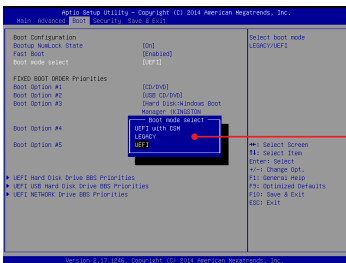 Aptio Setup Utility - Copyright (C) 2014 American Megatrends, Inc.
Main Advanced Boot Security Save & Exit
Boot Configuration
Bootup NumLock State [On]
Fast Boot [Enabled]
Boot mode select [UEFI]
FIXED BOOT ORDER Priorities
Boot Option #1 [CD/DVD]
Boot Option #2 [USB CD/DVD]
Boot Option #3 [Hard Disk:Windows Boot
Manager (KINGSTON
Boot mode select
UEFI with CSM
LEGACY
UEFI
Boot Option #4
Boot Option #5
UEFI Hard Disk Drive BBS Priorities
UEFI USB Hard Disk Drive BBS Priorities
UEFI NETWORK Drive BBS Priorities
Select boot mode
LEGACY/UEFI
: Select Screen
: Select Item
Enter: Select
+/-: Change Opt.
F1: General Help
F9: Optimized Defaults
F10: Save & Exit
ESC: Exit
Version 2.17.1246. Copyright (C) 2014 American Megatrends, Inc.